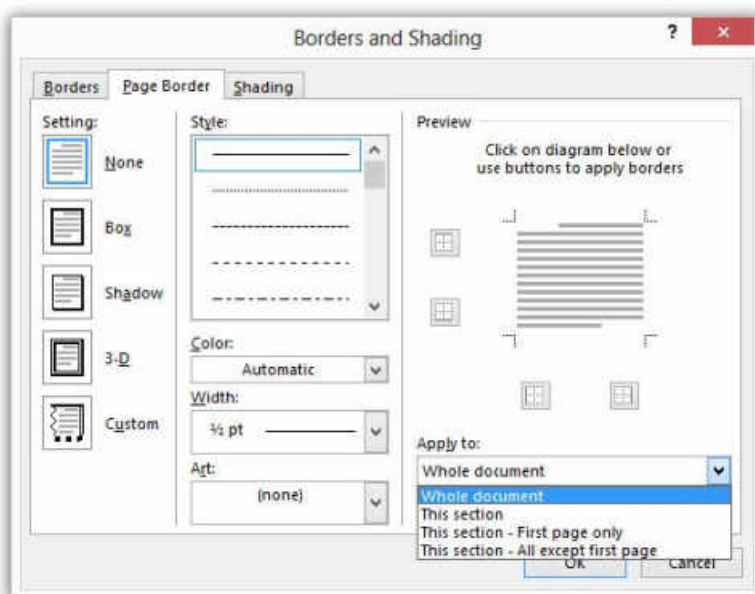 Borders and Shading
?
×
Borders
Page Border
Shading
Setting:
None
Box
Shadow
3-D
Custom
Style:
Color:
Automatic
Width:
½ pt
Art:
(none)
Preview
Click on diagram below or
use buttons to apply borders
Apply to:
Whole document
Whole document
This section
This section - First page only
This section - All except first page
OK
Cancel